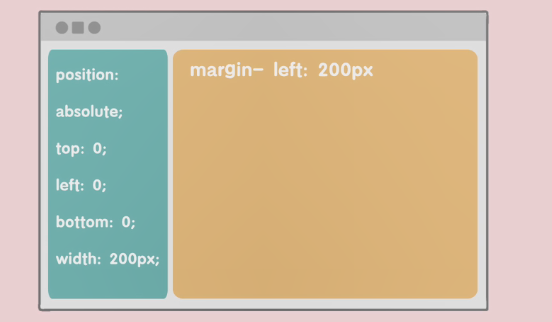 position:
absolute;
top: 0;
left: 0;
bottom: 0;
width: 200px;
margin- left: 200px